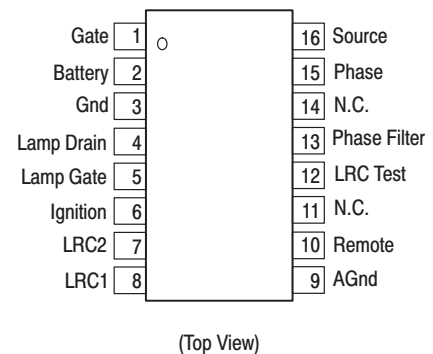 Gate 1 16 Source
Battery 2 15 Phase
Gnd 3 14 N.C.
Lamp Drain 4 13 Phase Filter
Lamp Gate 5 12 LRC Test
Ignition 6 11 N.C.
LRC2 7 10 Remote
LRC1 8 9 AGnd
(Top View)